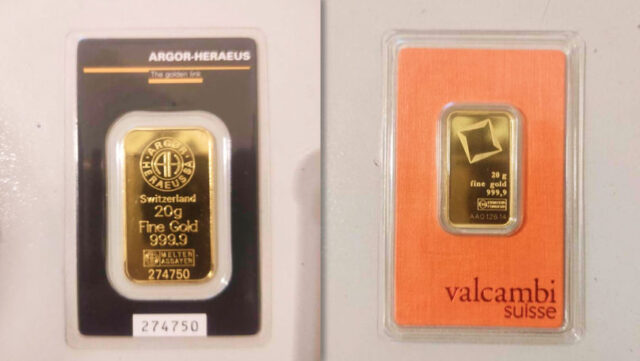 ARGOR-HERAEUS
The golden link
ARGOR
HERAEUS SA
Switzerland
20g
Fine Gold
999.9
MELTER
ASSAYER
274750
274750
20 g
fine gold
999,9
valcambi
suisse